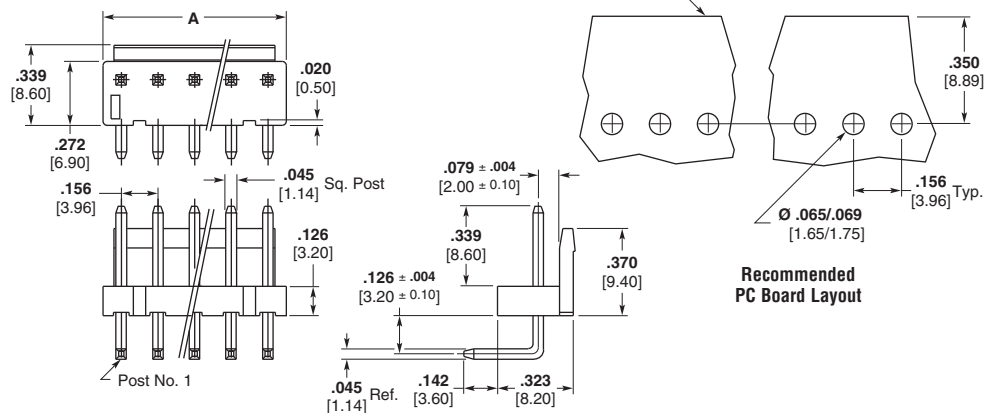 A
.339
[8.60]
.272
[6.90]
.020
[0.50]
.350
[8.89]
.156
[3.96]
.045
[1.14] Sq. Post
.079 ± .004
[2.00 ± 0.10]
.156
[3.96] Typ.
Ø .065/.069
[1.65/1.75]
.126
[3.20]
.339
[8.60]
.126 ± .004
[3.20 ± 0.10]
.370
[9.40]
Recommended
PC Board Layout
Post No. 1
.045
[1.14] Ref.
.142
[3.60]
.323
[8.20]